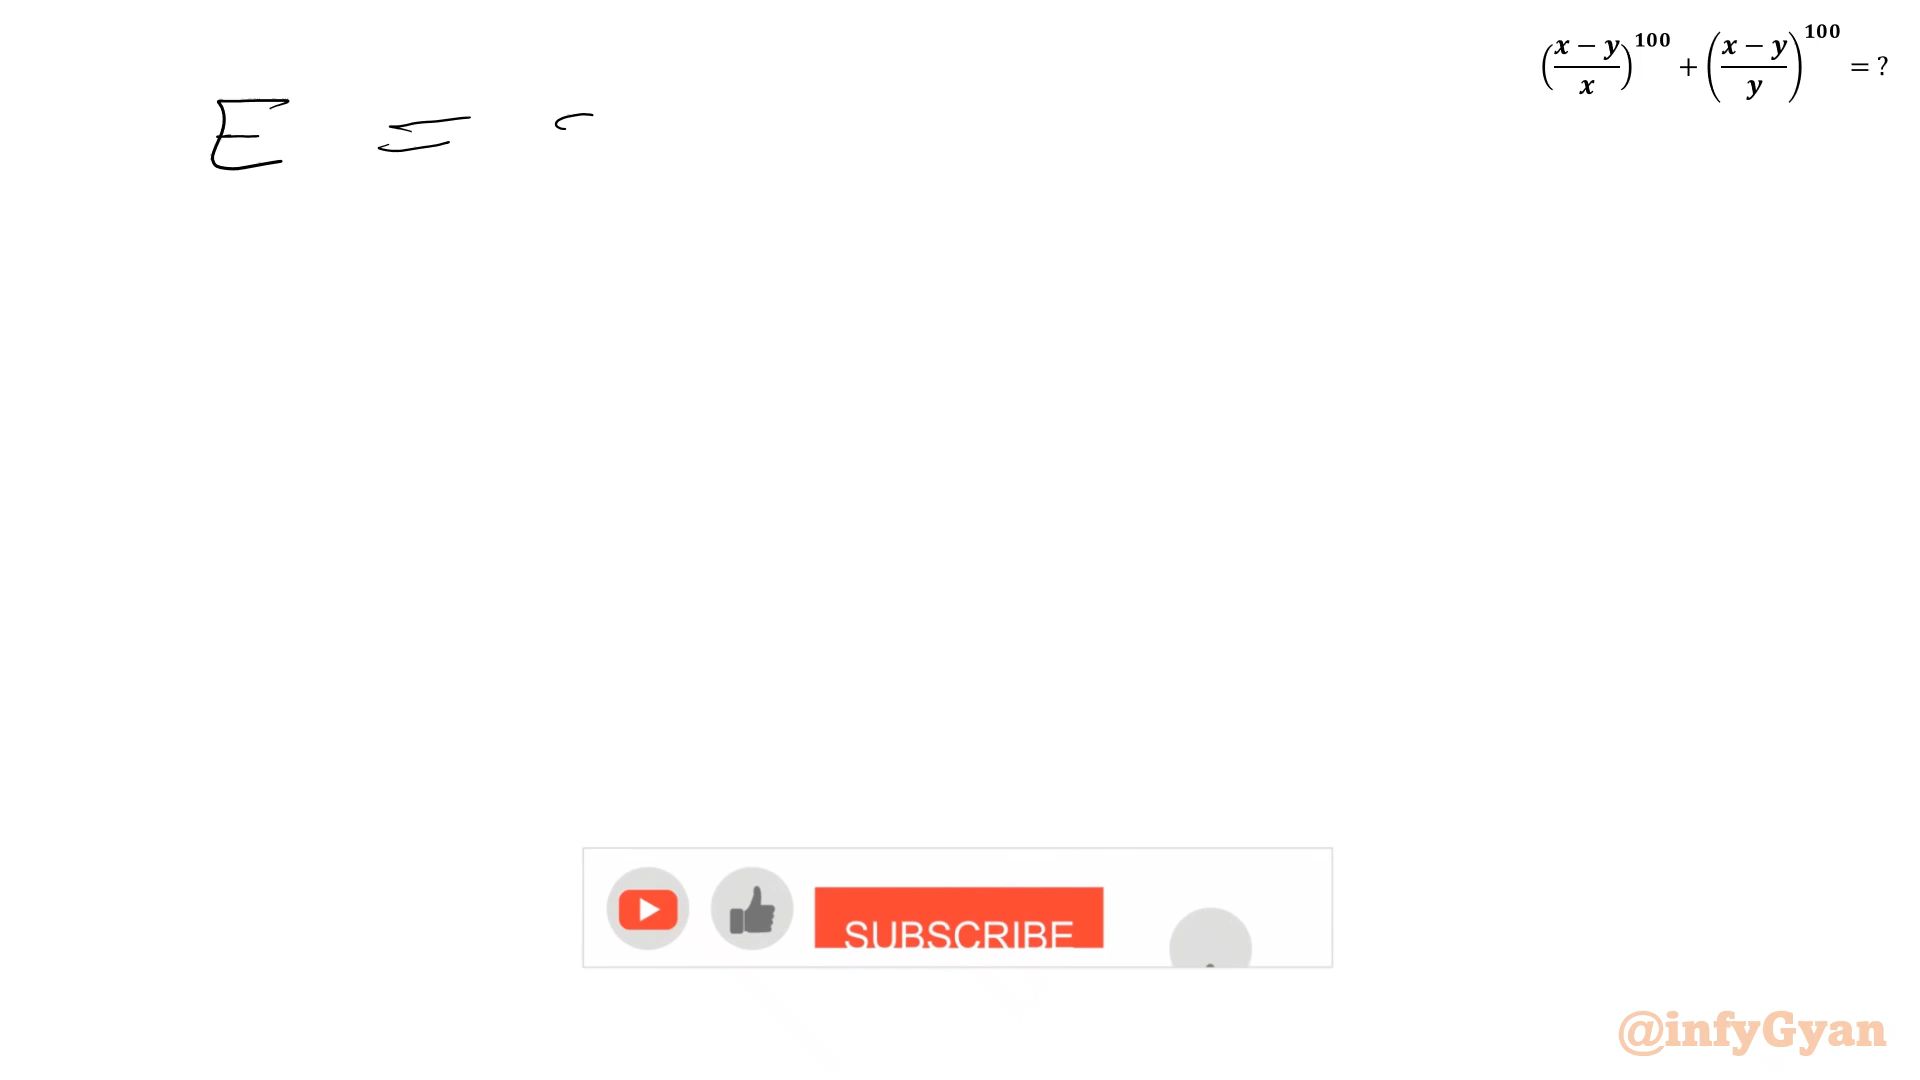 (x − y / x)^100 + (x − y / y)^100 = ?
E =
SUBSCRIBE
@infyGyan